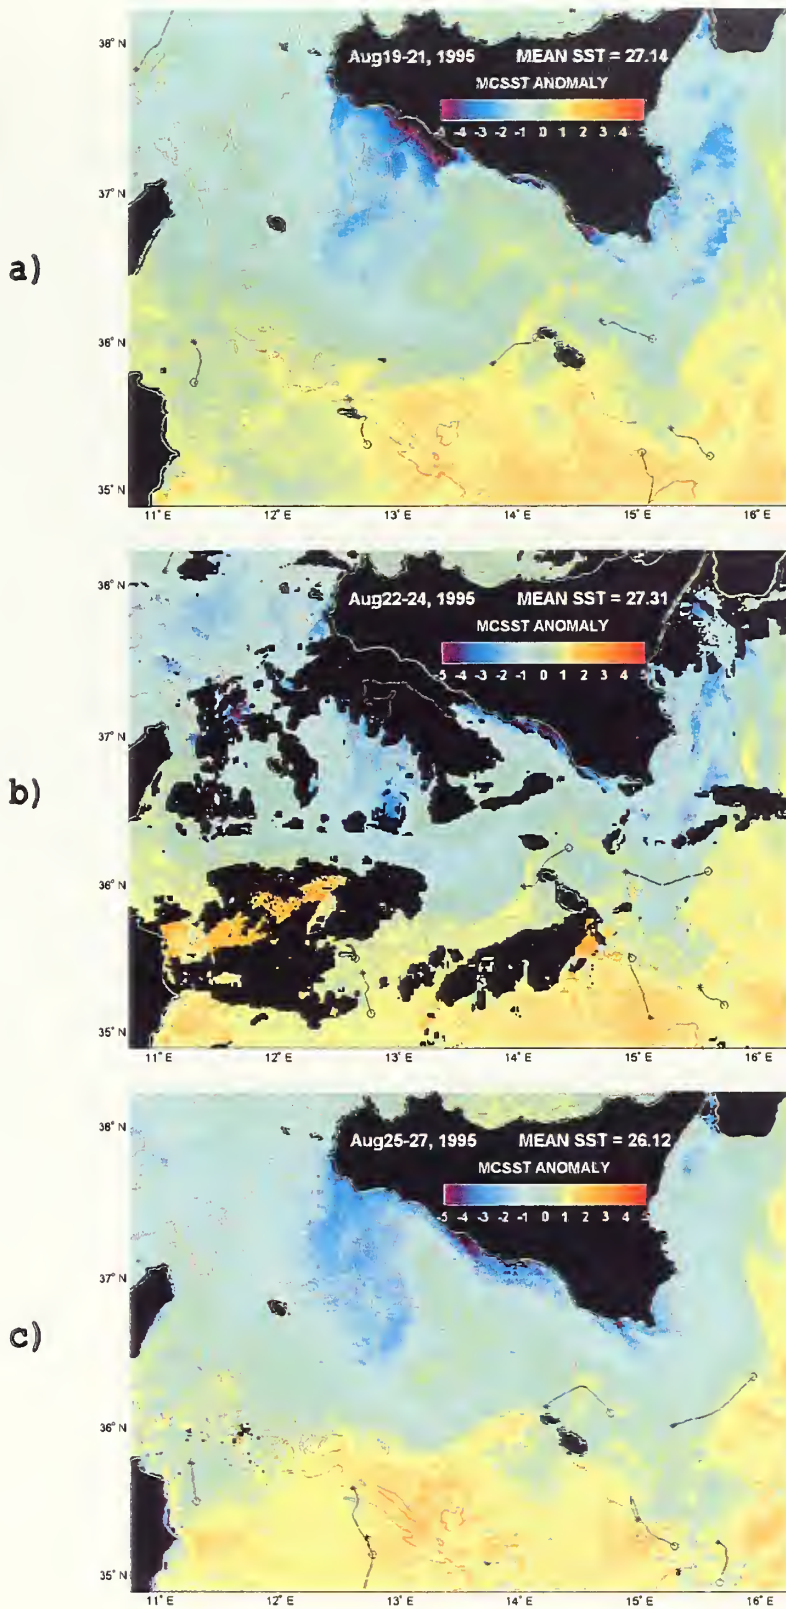 a)
38° N
37° N
36° N
35° N
Aug19-21, 1995 MEAN SST = 27.14
MCSST ANOMALY
-5 -4 -3 -2 -1 0 1 2 3 4 5
11° E 12° E 13° E 14° E 15° E 16° E
b)
38° N
37° N
36° N
35° N
Aug22-24, 1995 MEAN SST = 27.31
MCSST ANOMALY
-5 -4 -3 -2 -1 0 1 2 3 4 5
11° E 12° E 13° E 14° E 15° E 16° E
c)
38° N
37° N
36° N
35° N
Aug25-27, 1995 MEAN SST = 26.12
MCSST ANOMALY
-5 -4 -3 -2 -1 0 1 2 3 4 5
11° E 12° E 13° E 14° E 15° E 16° E